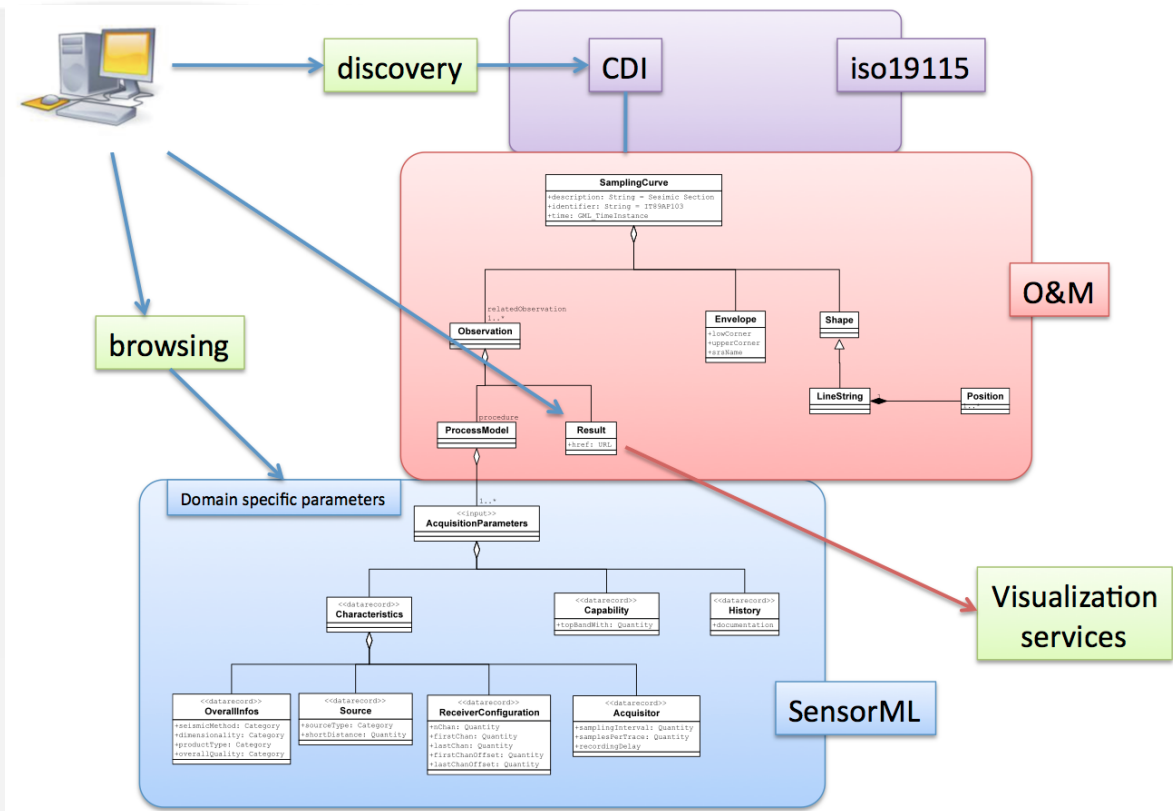 discovery
CDI
iso19115
SamplingCurve
+description: String = Sesimic Section
+identifier: String = IT89AP103
+time: GML_TimeInstance
O&M
relatedObservation
1..*
Observation
Envelope
+lowCorner
+upperCorner
+srsName
Shape
browsing
LineString
Position
procedure
ProcessModel
Result
+href: URL
Domain specific parameters
1..*
<<input>>
AcquisitionParameters
<<datarecord>>
Characteristics
<<datarecord>>
Capability
+topBandWith: Quantity
<<datarecord>>
History
+documentation
Visualization
services
<<datarecord>>
OverallInfos
+seismicMethod: Category
+dimensionality: Category
+productType: Category
+overallQuality: Category
<<datarecord>>
Source
+sourceType: Category
+shortDistance: Quantity
<<datarecord>>
ReceiverConfiguration
+nChan: Quantity
+firstChan: Quantity
+lastChan: Quantity
+firstChanOffset: Quantity
+lastChanOffset: Quantity
<<datarecord>>
Acquisitor
+samplingInterval: Quantity
+samplesPerTrace: Quantity
+recordingDelay
SensorML